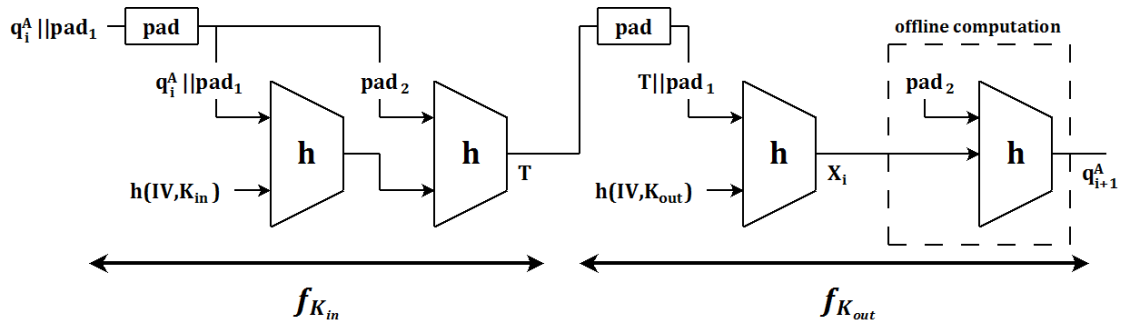 q_i^A||pad_1
pad
q_i^A||pad_1
pad_2
h
h
h(IV,K_in)
T
f_{K_in}
pad
T||pad_1
h
h(IV,K_out)
X_i
offline computation
pad_2
h
q_{i+1}^A
f_{K_out}